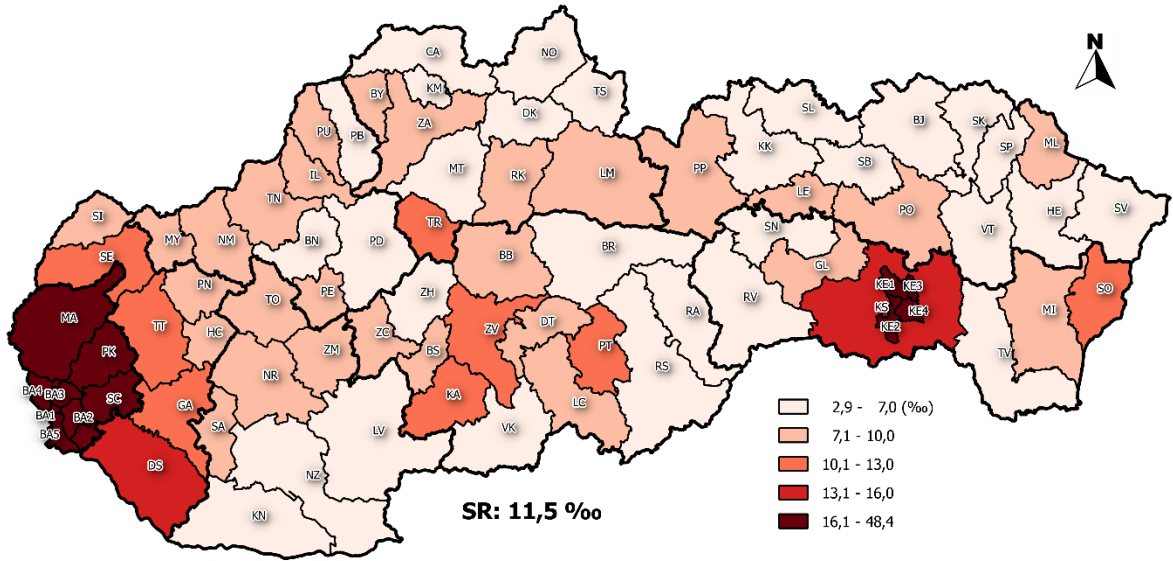 N
CA
NO
KM
TS
BY
DK
SL
BJ
SK
PU
PB
ZA
SP
ML
KK
SB
MT
RK
LM
PP
IL
LE
TN
PO
HE
SV
SI
TR
SN
VT
MY
NM
BN
PD
BR
SE
BB
GL
PN
TO
PE
ZH
RV
KE1
KE3
SO
MA
RA
KS
KE4
MI
TT
HC
ZC
ZV
DT
KE2
PK
ZM
BS
PT
TV
NR
RS
BA4
BA3
SC
KA
LC
BA1
BA2
GA
SA
LV
VK
BA5
DS
NZ
KN
SR: 11,5 ‰
2,9 - 7,0 (‰)
7,1 - 10,0
10,1 - 13,0
13,1 - 16,0
16,1 - 48,4